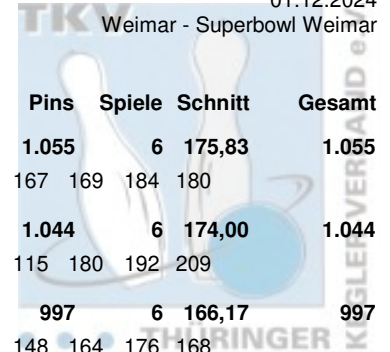 01.12.2024
TKV
Weimar - Superbowl Weimar
Pins Spiele Schnitt Gesamt
1.055 6 175,83 1.055
167 169 184 180
1.044 6 174,00 1.044
115 180 192 209
997 6 166,17 997
148 164 176 168
THÜRINGER
KEGLER VERBAND e.V.